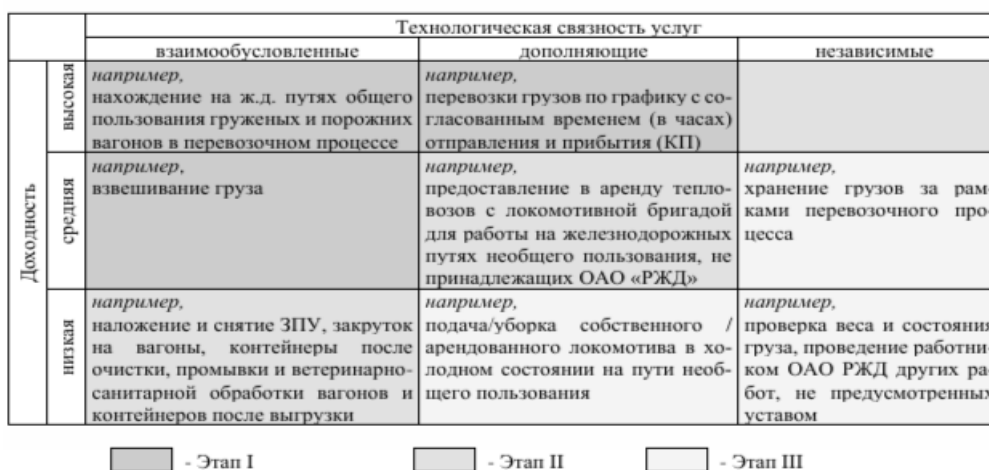 Технологическая связность услуг
взаимообусловленные
дополняющие
независимые
Доходность
высокая
например,
нахождение на ж.д. путях общего
пользования груженых и порожних
вагонов в перевозочном процессе
например,
перевозки грузов по графику с со-
гласованным временем (в часах)
отправления и прибытия (КП)
средняя
например,
взвешивание груза
например,
предоставление в аренду тепло-
возов с локомотивной бригадой
для работы на железнодорожных
путях необщего пользования, не
принадлежащих ОАО «РЖД»
например,
хранение грузов за рам-
ками перевозочного про-
цесса
низкая
например,
наложение и снятие ЗПУ, закруток
на вагоны, контейнеры после
очистки, промывки и ветеринарно-
санитарной обработки вагонов и
контейнеров после выгрузки
например,
подача/уборка собственного /
арендованного локомотива в хо-
лодном состоянии на пути необ-
щего пользования
например,
проверка веса и состояния
груза, проведение работни-
ком ОАО РЖД других ра-
бот, не предусмотренных
уставом
- Этап I
- Этап II
- Этап III